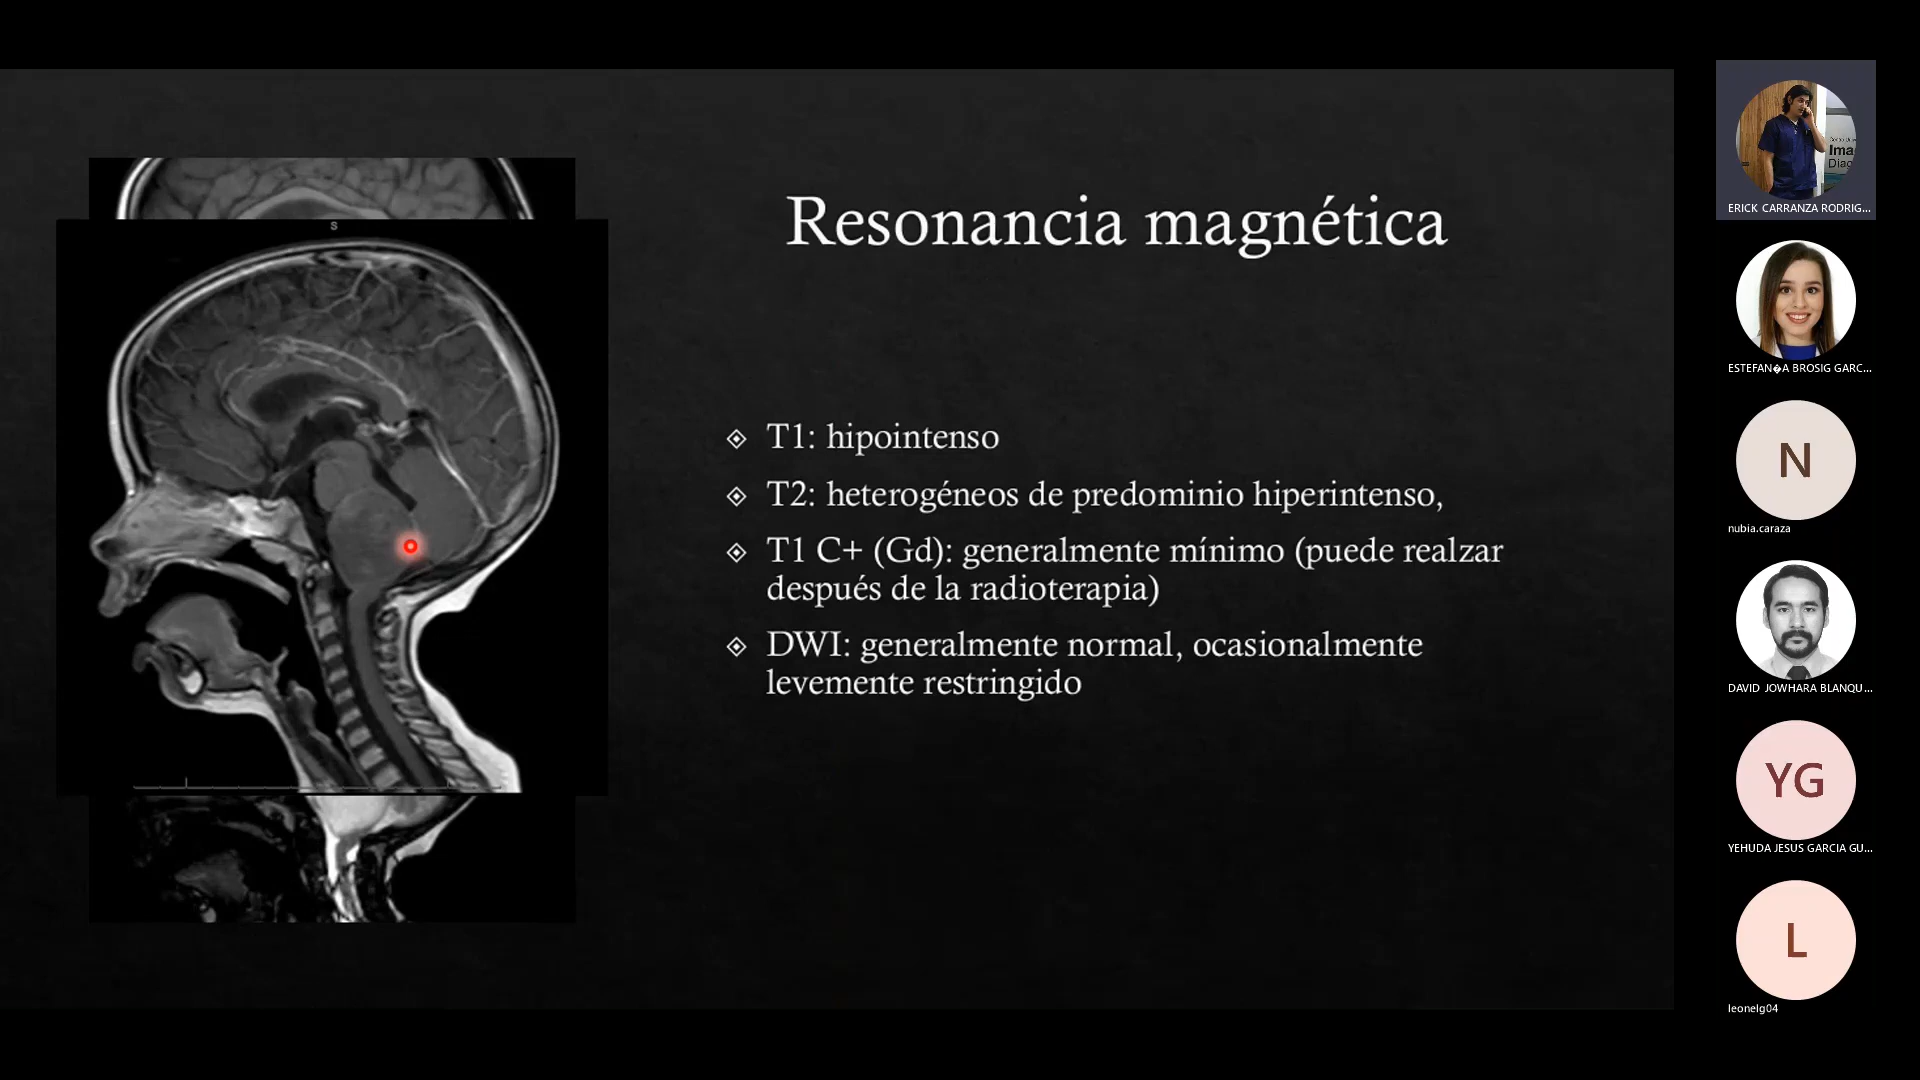 S
Resonancia magnética
T1: hipointenso
T2: heterogéneos de predominio hiperintenso,
T1 C+ (Gd): generalmente mínimo (puede realzar
después de la radioterapia)
DWI: generalmente normal, ocasionalmente
levemente restringido
Ima
Diag
ERICK CARRANZA RODRIG...
ESTEFAN�A BROSIG GARC...
N
nubia.caraza
DAVID JOWHARA BLANQU...
YG
YEHUDA JESUS GARCIA GU...
L
leonelg04